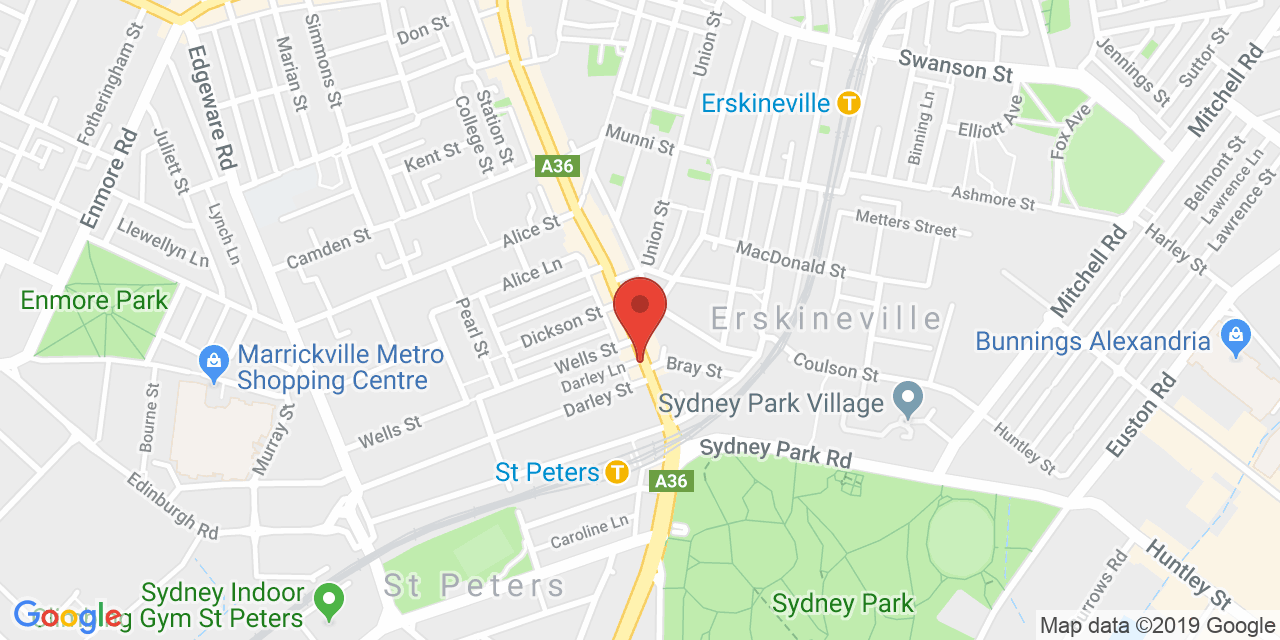 Don St
Simmons St
Marian St
Fotheringham St
Edgeware Rd
Enmore Rd
Juliett St
Lynch Ln
Llewellyn Ln
Station St
College St
Kent St
A36
Munni St
Union St
Erskineville
T
Swanson St
Jennings St
Suttor St
Mitchell Rd
Binning Ln
Elliott Ave
Fox Ave
Belmont St
Lawrence Ln
Lawrence St
Ashmore St
Metters Street
Harley St
Alice St
Camden St
Union St
MacDonald St
Mitchell Rd
Alice Ln
Enmore Park
Pearl St
Dickson St
Erskineville
Bunnings Alexandria
Marrickville Metro
Shopping Centre
Wells St
Darley Ln
Darley St
Bray St
Coulson St
Sydney Park Village
Euston Rd
Bourne St
Murray St
Wells St
Huntley St
Sydney Park Rd
St Peters
T
A36
Edinburgh Rd
Caroline Ln
St Peters
Huntley St
Sydney Indoor
Gym St Peters
Sydney Park
Google
Map data ©2019 Google